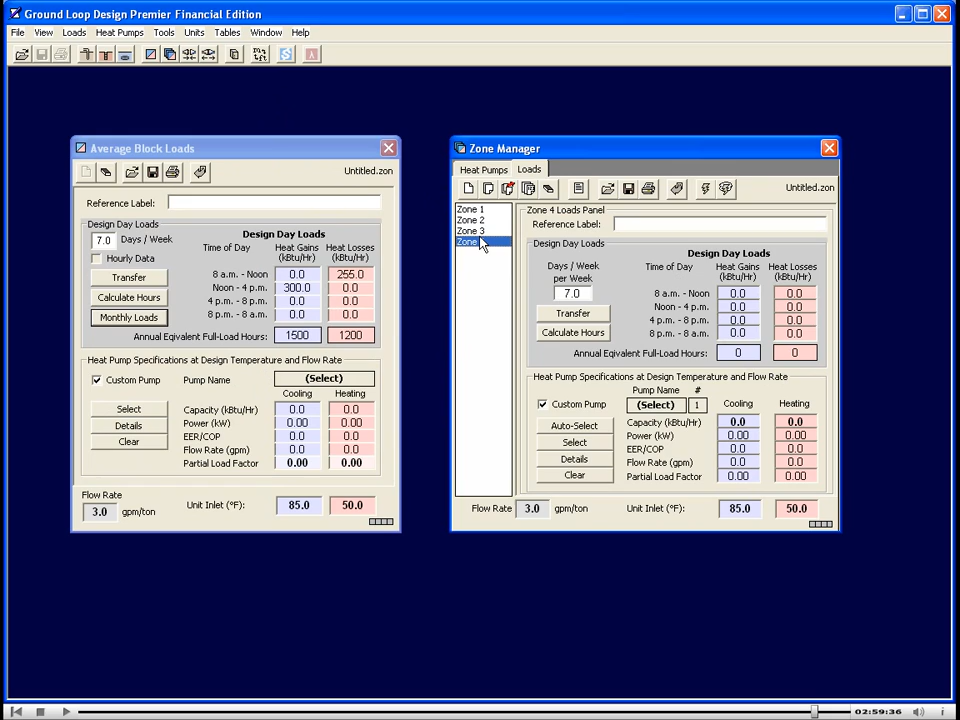 Ground Loop Design Premier Financial Edition
File View Loads Heat Pumps Tools Units Tables Window Help
Average Block Loads
Untitled.zon
Reference Label:
Design Day Loads
7.0 Days / Week
Hourly Data
Transfer
Calculate Hours
Monthly Loads
Design Day Loads
Time of Day Heat Gains (kBtu/Hr) Heat Losses (kBtu/Hr)
8 a.m. - Noon 0.0 255.0
Noon - 4 p.m. 300.0 0.0
4 p.m. - 8 p.m. 0.0 0.0
8 p.m. - 8 a.m. 0.0 0.0
Annual Eqivalent Full-Load Hours: 1500 1200
Heat Pump Specifications at Design Temperature and Flow Rate
Custom Pump Pump Name (Select)
Cooling Heating
Select
Details
Clear
Capacity (kBtu/Hr) 0.0 0.0
Power (kW) 0.00 0.00
EER/COP 0.0 0.0
Flow Rate (gpm) 0.0 0.0
Partial Load Factor 0.00 0.00
Flow Rate
3.0 gpm/ton
Unit Inlet (°F): 85.0 50.0
Zone Manager
Heat Pumps Loads
Untitled.zon
Zone 1
Zone 2
Zone 3
Zone
Zone 4 Loads Panel
Reference Label:
Design Day Loads
Days / Week
per Week
7.0
Transfer
Calculate Hours
Design Day Loads
Time of Day Heat Gains (kBtu/Hr) Heat Losses (kBtu/Hr)
8 a.m. - Noon 0.0 0.0
Noon - 4 p.m. 0.0 0.0
4 p.m. - 8 p.m. 0.0 0.0
8 p.m. - 8 a.m. 0.0 0.0
Annual Equivalent Full-Load Hours: 0 0
Heat Pump Specifications at Design Temperature and Flow Rate
Pump Name #
Custom Pump (Select) 1 Cooling Heating
Auto-Select
Select
Details
Clear
Capacity (kBtu/Hr) 0.0 0.0
Power (kW) 0.00 0.00
EER/COP 0.0 0.0
Flow Rate (gpm) 0.0 0.0
Partial Load Factor 0.00 0.00
Flow Rate 3.0 gpm/ton Unit Inlet (°F): 85.0 50.0
02:59:36